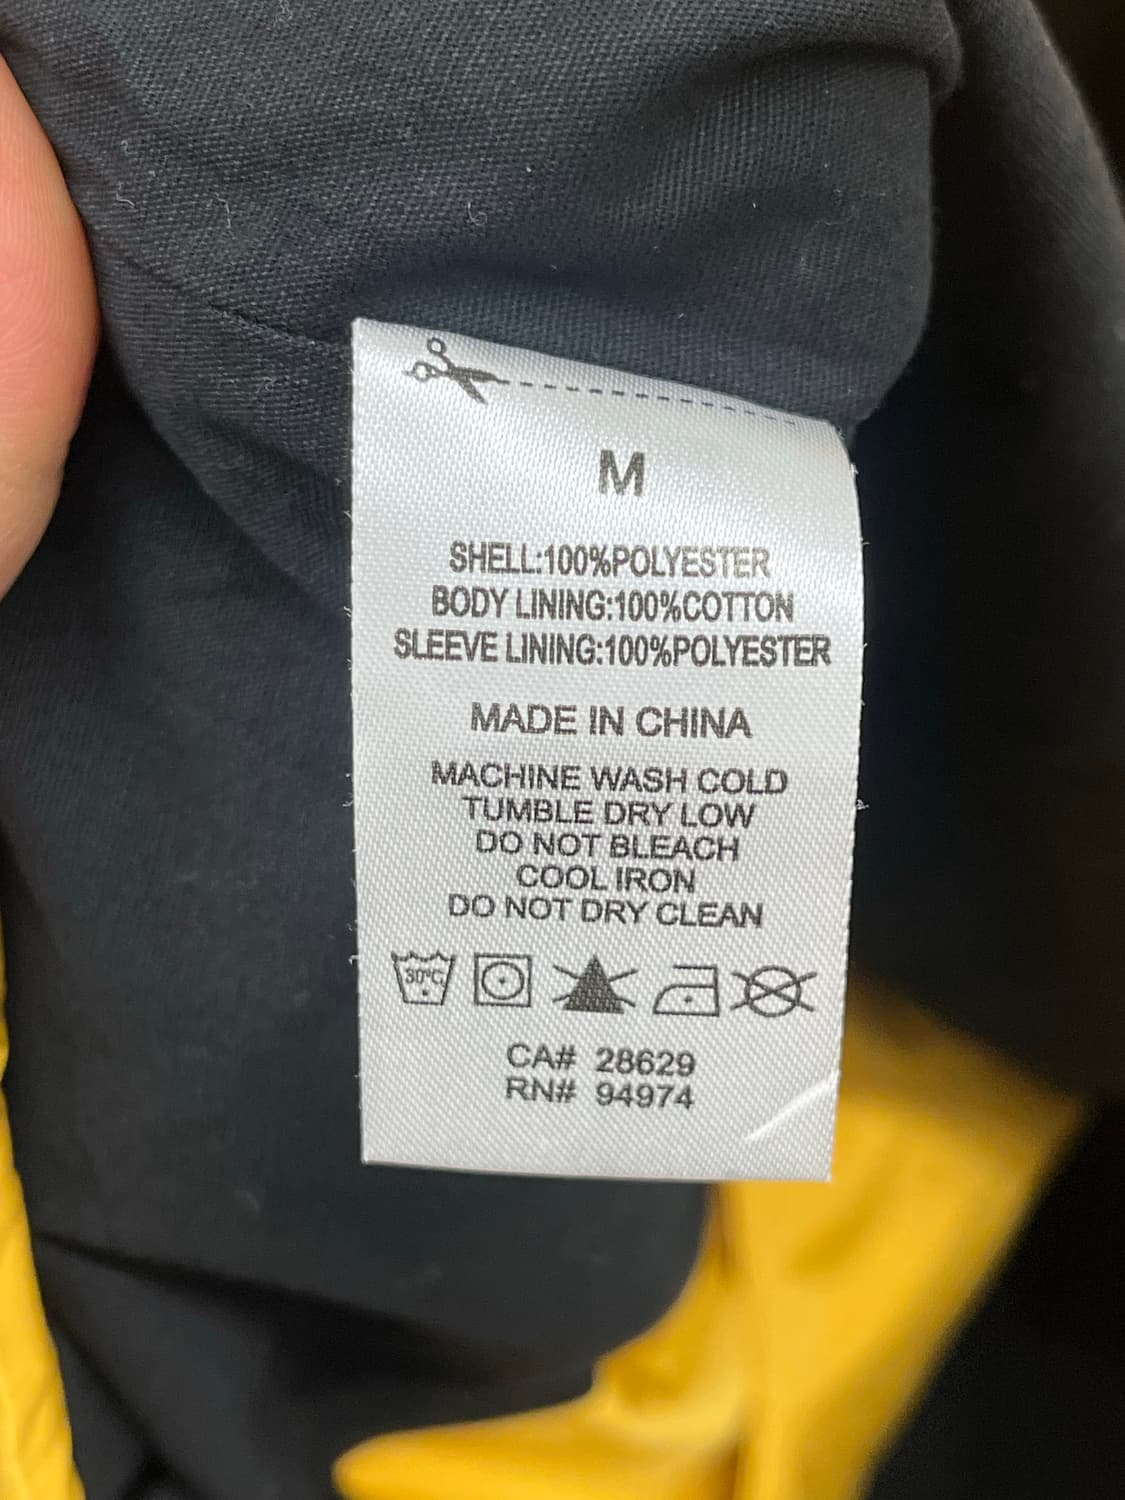 M
SHELL:100%POLYESTER
BODY LINING:100%COTTON
SLEEVE LINING:100%POLYESTER
MADE IN CHINA
MACHINE WASH COLD
TUMBLE DRY LOW
DO NOT BLEACH
COOL IRON
DO NOT DRY CLEAN
30°C
CA# 28629
RN# 94974